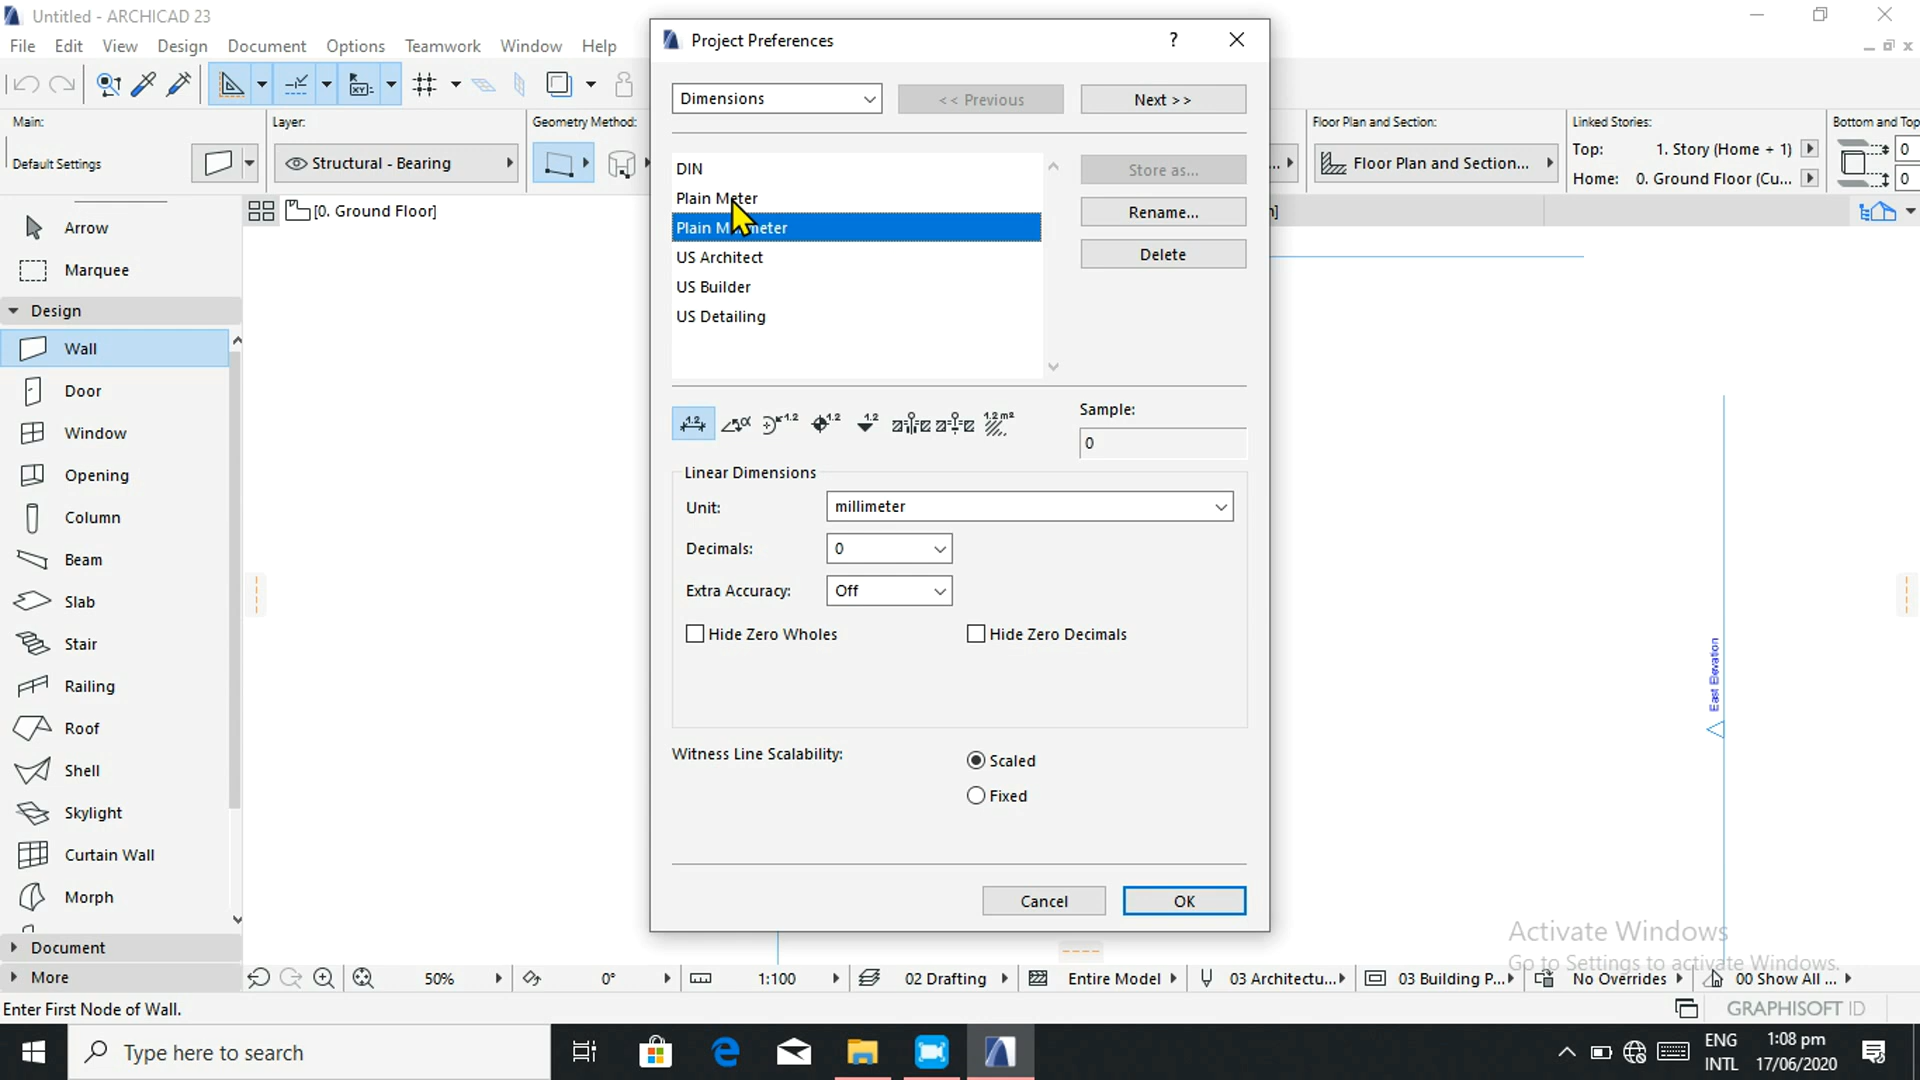 Untitled - ARCHICAD 23
File Edit View Design Document Options Teamwork Window Help
Main:
Default Settings
Layer:
Structural - Bearing
Geometry Method:
Floor Plan and Section:
Floor Plan and Section...
Linked Stories:
Top: 1. Story (Home + 1)
Home: 0. Ground Floor (Cu...
Bottom and Top
0
0
[0. Ground Floor]
Arrow
Marquee
Design
Wall
Door
Window
Opening
Column
Beam
Slab
Stair
Railing
Roof
Shell
Skylight
Curtain Wall
Morph
Document
More
Project Preferences
?
Dimensions
<< Previous
Next >>
DIN
Plain Meter
Plain Millimeter
US Architect
US Builder
US Detailing
Store as...
Rename...
Delete
Sample:
0
Linear Dimensions
Unit: millimeter
Decimals: 0
Extra Accuracy: Off
Hide Zero Wholes
Hide Zero Decimals
Witness Line Scalability:
Scaled
Fixed
Cancel
OK
East Elevation
Activate Windows
Go to Settings to activate Windows.
50% 0° 1:100 02 Drafting Entire Model 03 Architectu... 03 Building P... No Overrides 00 Show All ...
Enter First Node of Wall.
GRAPHISOFT ID
Type here to search
ENG
INTL
1:08 pm
17/06/2020